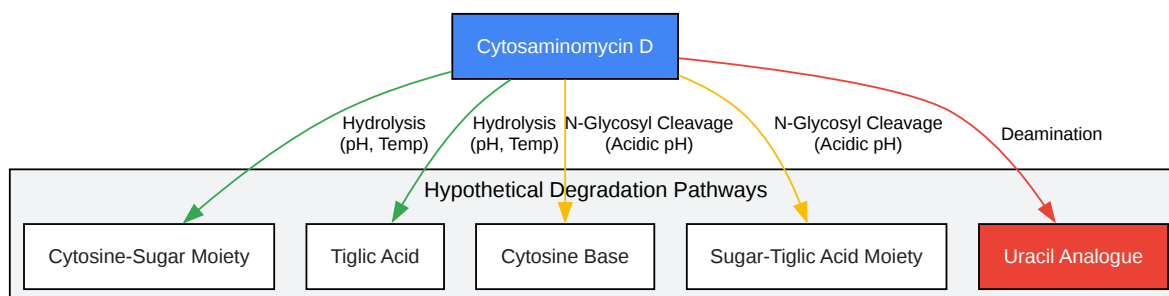 Cytosaminomycin D
Hydrolysis
(pH, Temp)
Hydrolysis
(pH, Temp)
N-Glycosyl Cleavage
(Acidic pH)
N-Glycosyl Cleavage
(Acidic pH)
Deamination
Hypothetical Degradation Pathways
Cytosine-Sugar Moiety
Tiglic Acid
Cytosine Base
Sugar-Tiglic Acid Moiety
Uracil Analogue